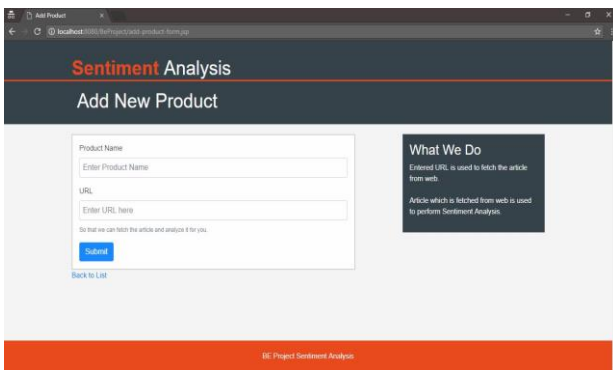 Add Product
localhost:8080/BeProject/add-product-form.jsp
Sentiment Analysis
Add New Product
Product Name
Enter Product Name
URL
Enter URL here
So that we can fetch the article and analyze it for you.
Submit
Back to List
What We Do
Entered URL is used to fetch the article
from web.
Article which is fetched from web is used
to perform Sentiment Analysis.
BE Project Sentiment Analysis